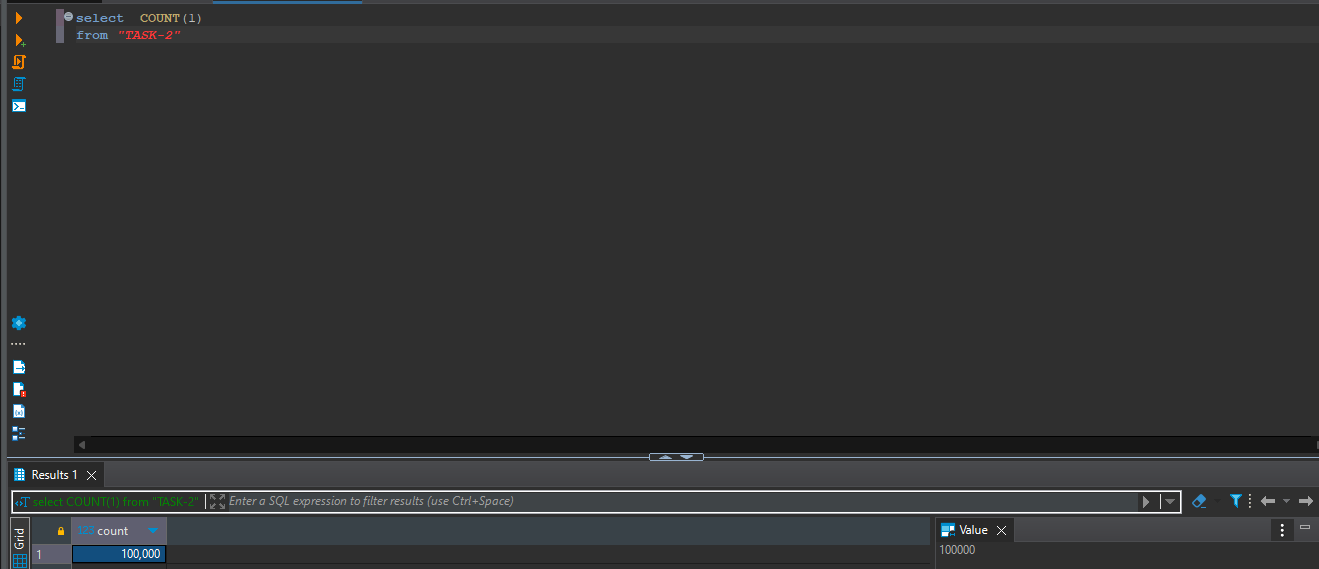 select COUNT(1)
from "TASK-2"
Results 1
select COUNT(1) from "TASK-2"
Enter a SQL expression to filter results (use Ctrl+Space)
Grid
123 count
Value
1
100,000
100000